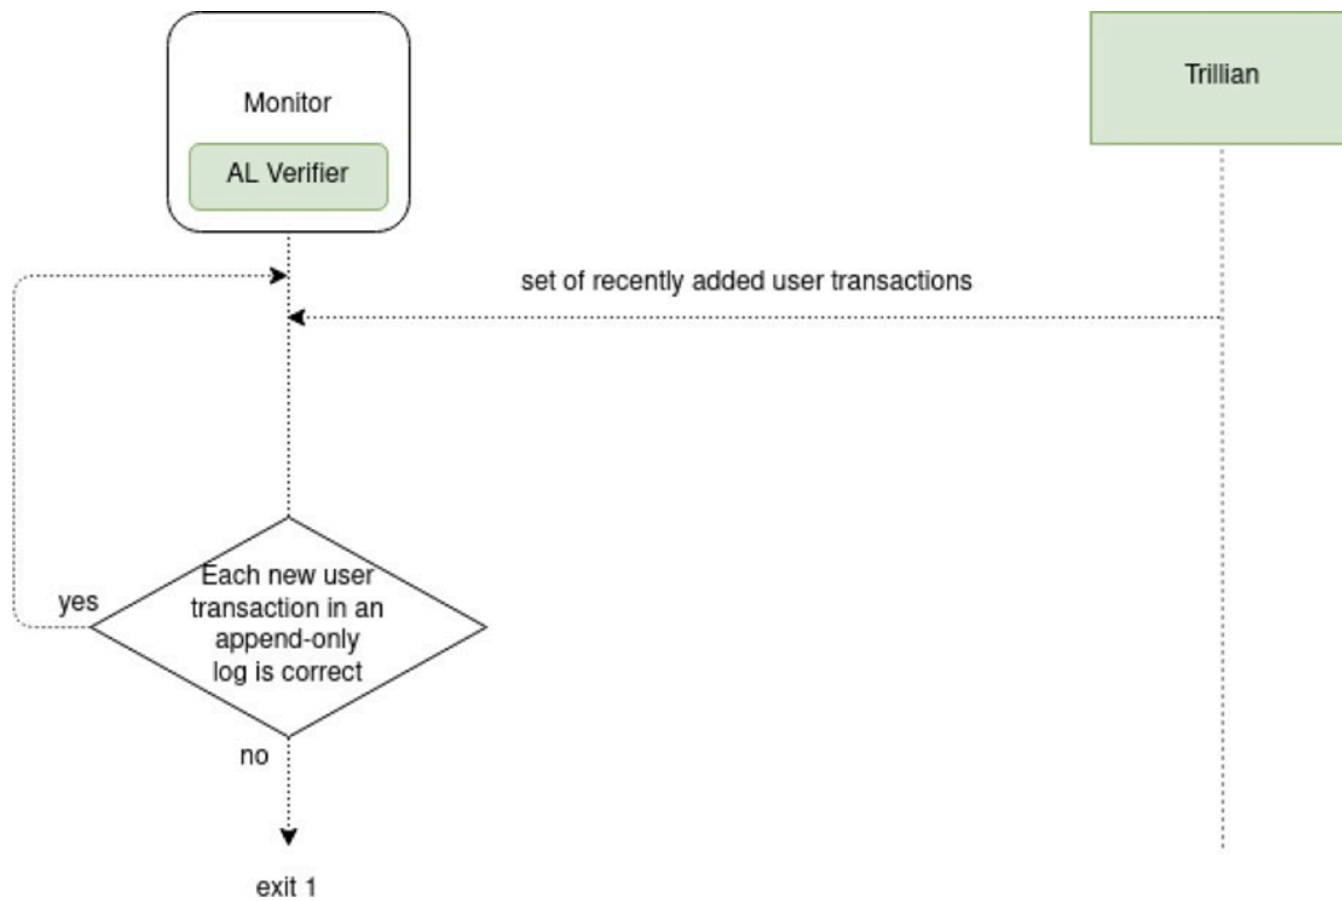 Monitor
AL Verifier
Trillian
set of recently added user transactions
yes
Each new user
transaction in an
append-only
log is correct
no
exit 1